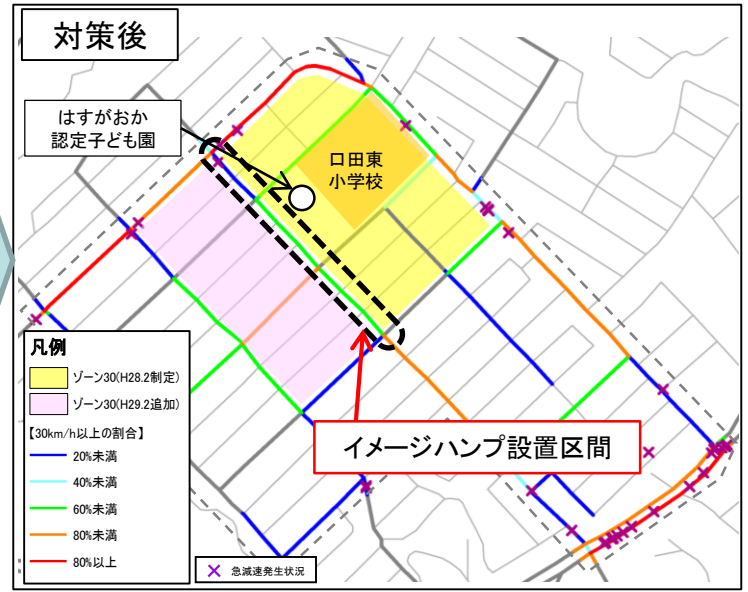 対策後
はすがおか
認定子ども園
口田東
小学校
凡例
ゾーン30(H28.2制定)
ゾーン30(H29.2追加)
【30km/h以上の割合】
20%未満
40%未満
60%未満
80%未満
80%以上
イメージハンプ設置区間
急減速発生状況